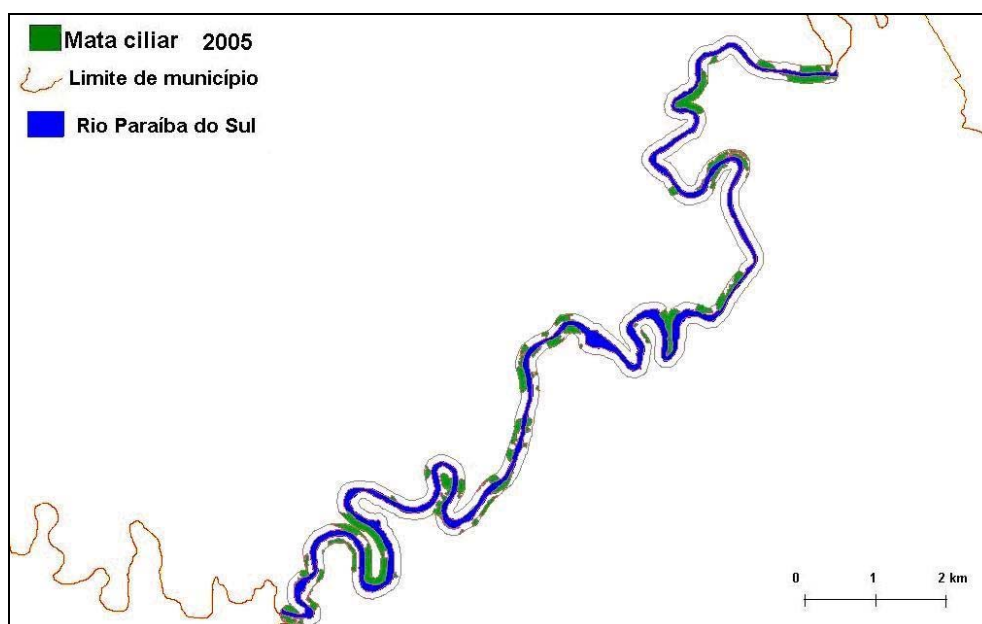 Mata ciliar 2005
Limite de município
Rio Paraíba do Sul
0 1 2 km